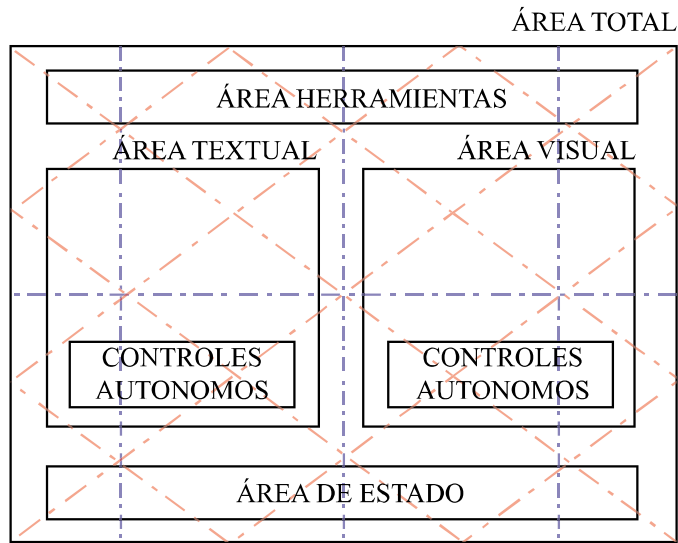 ÁREA TOTAL
ÁREA HERRAMIENTAS
ÁREA TEXTUAL
ÁREA VISUAL
CONTROLES
AUTONOMOS
CONTROLES
AUTONOMOS
ÁREA DE ESTADO